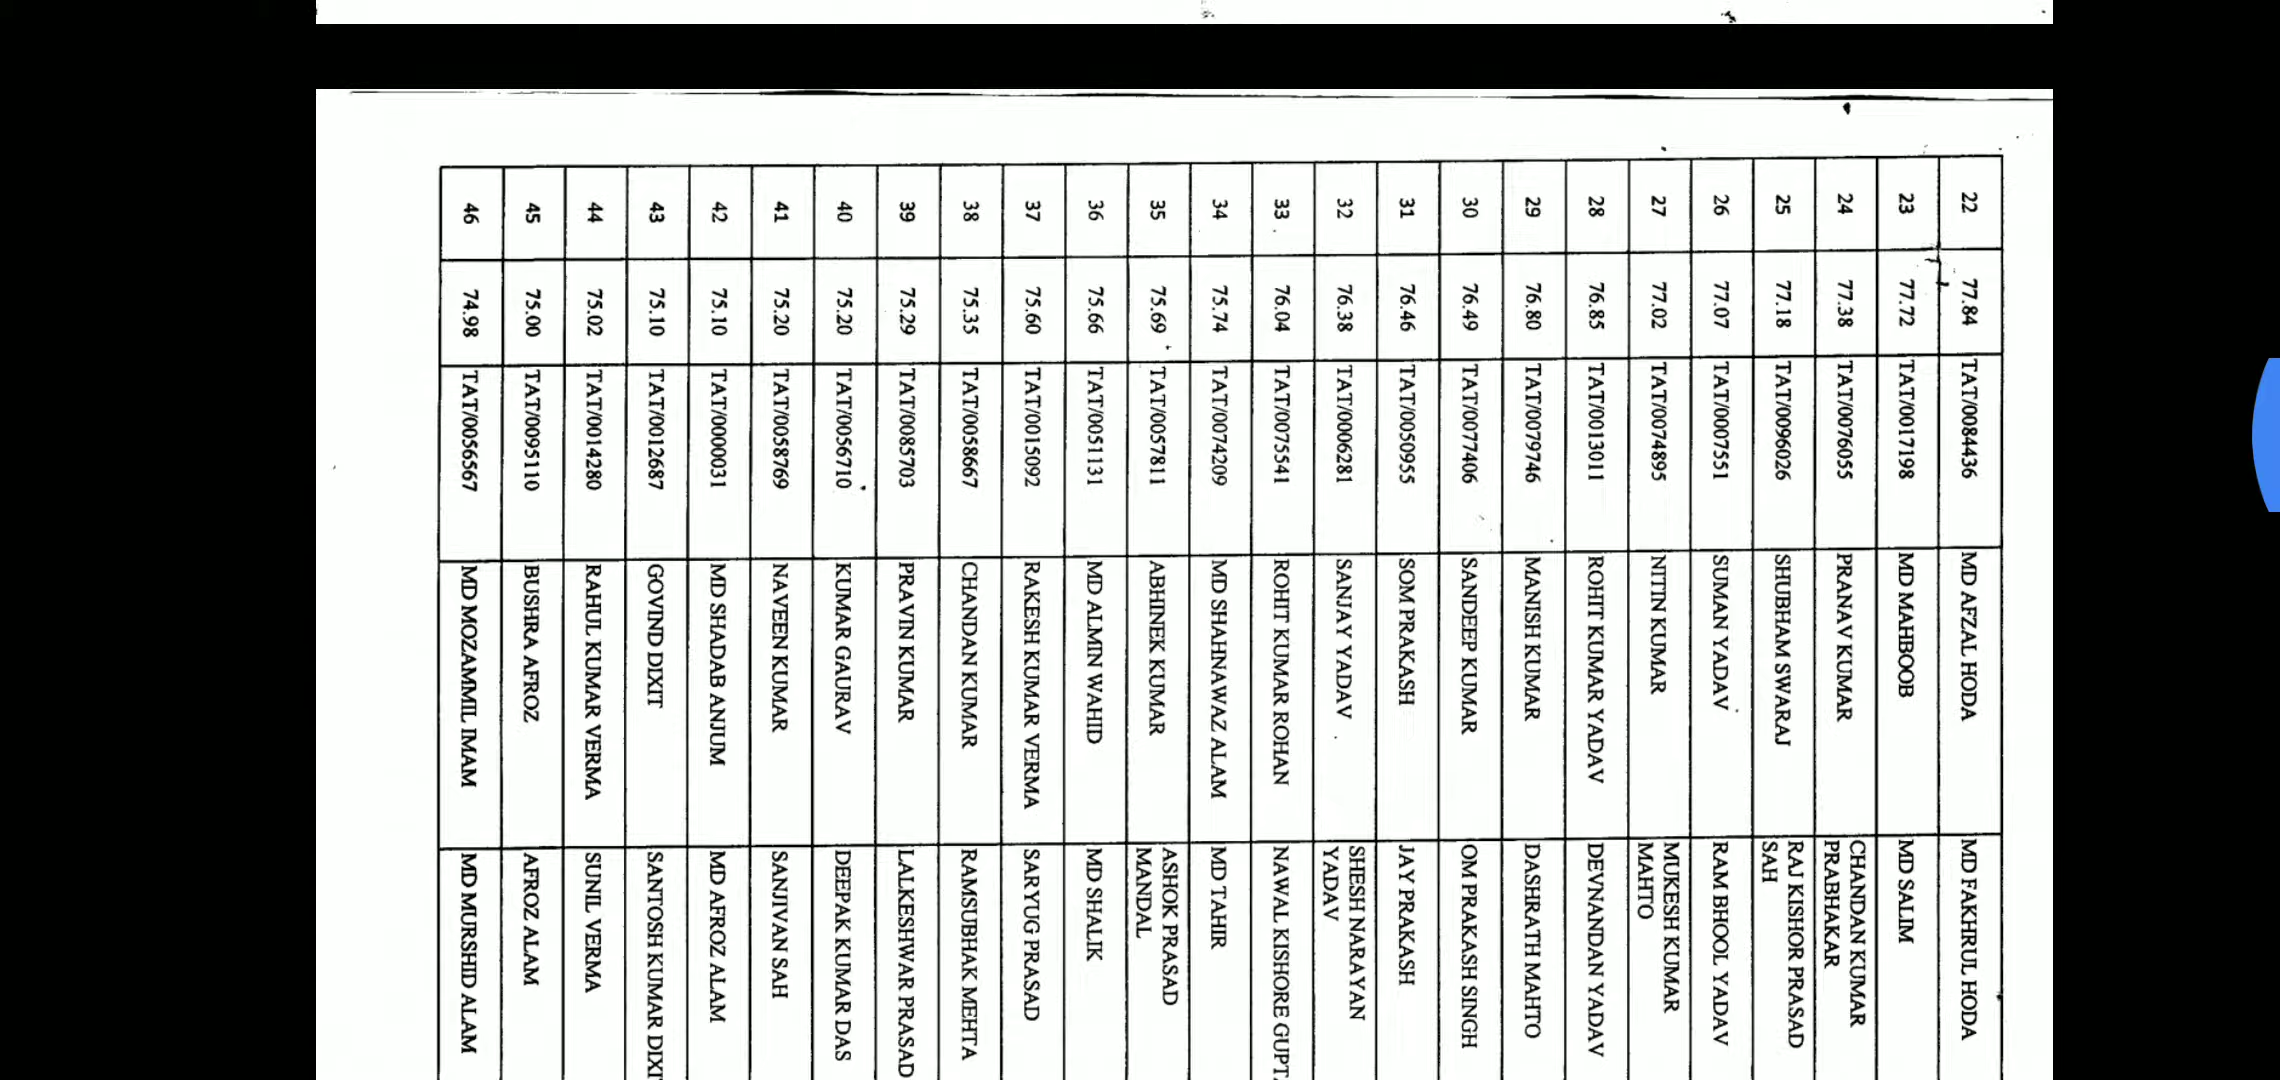 22 77.84 TAT/0084436 MD AFZAL HODA MD FAKHRUL HODA
23 77.72 TAT/0017198 MD MAHBOOB MD SALIM
24 77.38 TAT/0076055 PRANAV KUMAR CHANDAN KUMAR
PRABHAKAR
25 77.18 TAT/0096026 SHUBHAM SWARAJ RAJ KISHOR PRASAD
SAH
26 77.07 TAT/0007551 SUMAN YADAV RAM BHOOL YADAV
27 77.02 TAT/0074895 NITIN KUMAR MUKESH KUMAR
MAHTO
28 76.85 TAT/0013011 ROHIT KUMAR YADAV DEVNANDAN YADAV
29 76.80 TAT/0079746 MANISH KUMAR DASHRATH MAHTO
30 76.49 TAT/0077406 SANDEEP KUMAR OM PRAKASH SINGH
31 76.46 TAT/0050955 SOM PRAKASH JAY PRAKASH
32 76.38 TAT/0006281 SANJAY YADAV SHESH NARAYAN
YADAV
33 76.04 TAT/0075541 ROHIT KUMAR ROHAN NAWAL KISHORE GUPT
34 75.74 TAT/0074209 MD SHAHNAWAZ ALAM MD TAHIR
35 75.69 TAT/0057811 ABHINEK KUMAR ASHOK PRASAD
MANDAL
36 75.66 TAT/0051131 MD ALMIN WAHID MD SHALIK
37 75.60 TAT/0015092 RAKESH KUMAR VERMA SARYUG PRASAD
38 75.35 TAT/0058667 CHANDAN KUMAR RAMSUBHAK MEHTA
39 75.29 TAT/0085703 PRAVIN KUMAR LALKESHWAR PRASAD
40 75.20 TAT/0056710 KUMAR GAURAV DEEPAK KUMAR DAS
41 75.20 TAT/0058769 NAVEEN KUMAR SANJIVAN SAH
42 75.10 TAT/0000031 MD SHADAB ANJUM MD AFROZ ALAM
43 75.10 TAT/0012687 GOVIND DIXIT SANTOSH KUMAR DIXI
44 75.02 TAT/0014280 RAHUL KUMAR VERMA SUNIL VERMA
45 75.00 TAT/0095110 BUSHRA AFROZ AFROZ ALAM
46 74.98 TAT/0056567 MD MOZAMMIL IMAM MD MURSHID ALAM